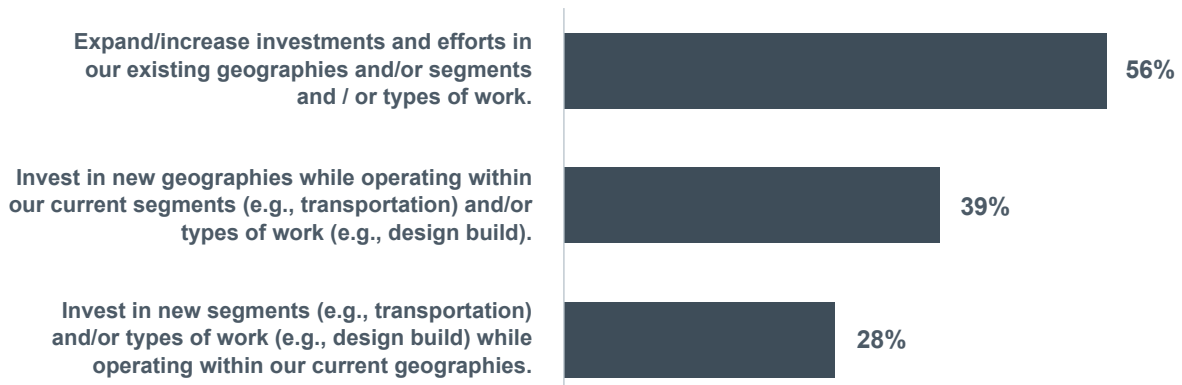 Expand/increase investments and efforts in
our existing geographies and/or segments
and / or types of work.
56%
Invest in new geographies while operating within
our current segments (e.g., transportation) and/or
types of work (e.g., design build).
39%
Invest in new segments (e.g., transportation)
and/or types of work (e.g., design build) while
operating within our current geographies.
28%